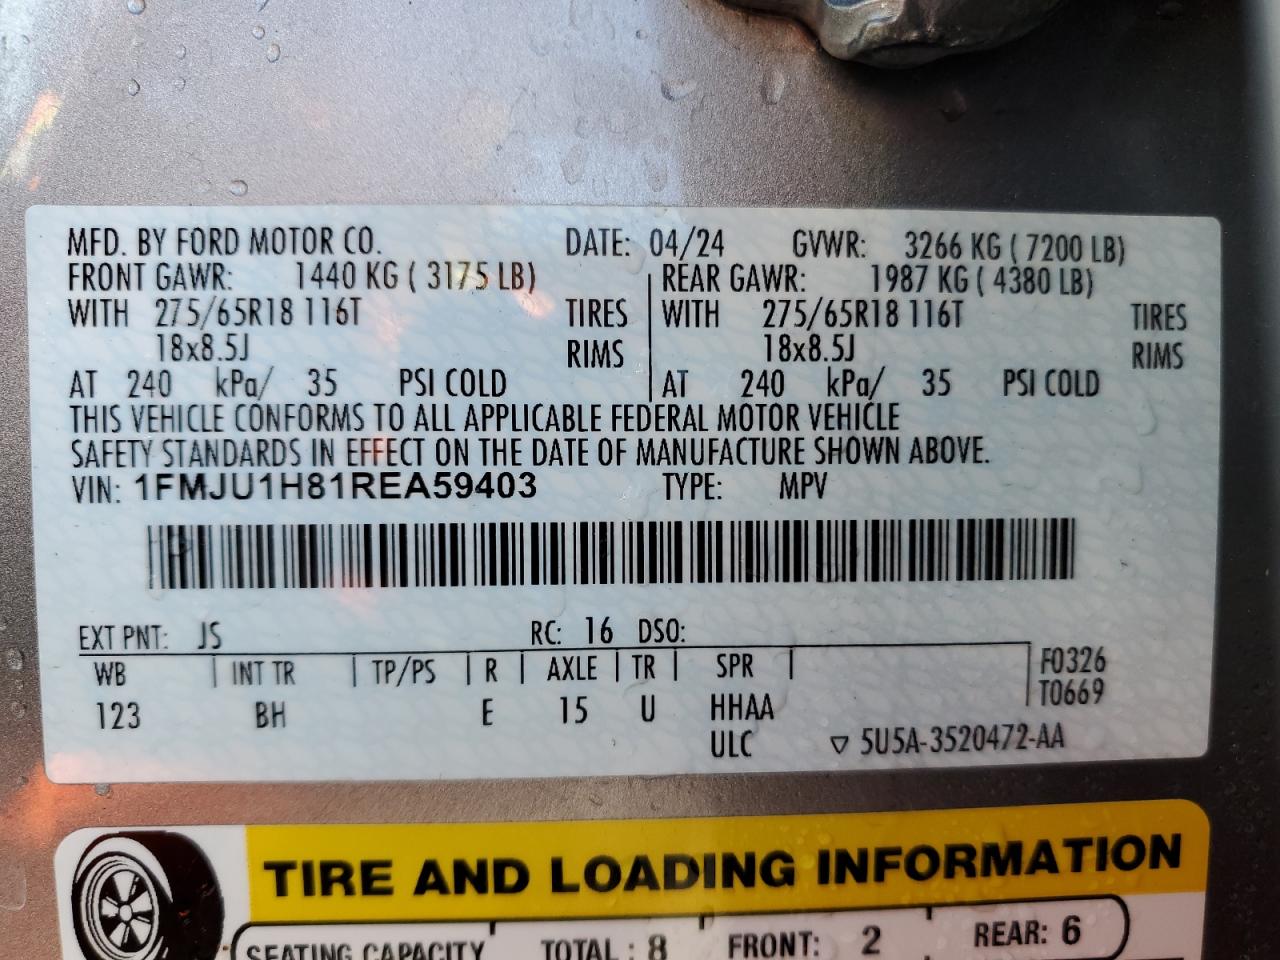 MFD. BY FORD MOTOR CO. DATE: 04/24 GVWR: 3266 KG ( 7200 LB)
FRONT GAWR: 1440 KG ( 3175 LB) REAR GAWR: 1987 KG ( 4380 LB)
WITH 275/65R18 116T TIRES WITH 275/65R18 116T TIRES
18x8.5J RIMS 18x8.5J RIMS
AT 240 kPa/ 35 PSI COLD AT 240 kPa/ 35 PSI COLD
THIS VEHICLE CONFORMS TO ALL APPLICABLE FEDERAL MOTOR VEHICLE
SAFETY STANDARDS IN EFFECT ON THE DATE OF MANUFACTURE SHOWN ABOVE.
VIN: 1FMJU1H81REA59403 TYPE: MPV
EXT PNT: JS RC: 16 DSO:
WB INT TR TP/PS R AXLE TR SPR F0326
T0669
123 BH E 15 U HHAA
ULC ▽ 5U5A-3520472-AA
TIRE AND LOADING INFORMATION
SEATING CAPACITY TOTAL : 8 FRONT: 2 REAR: 6